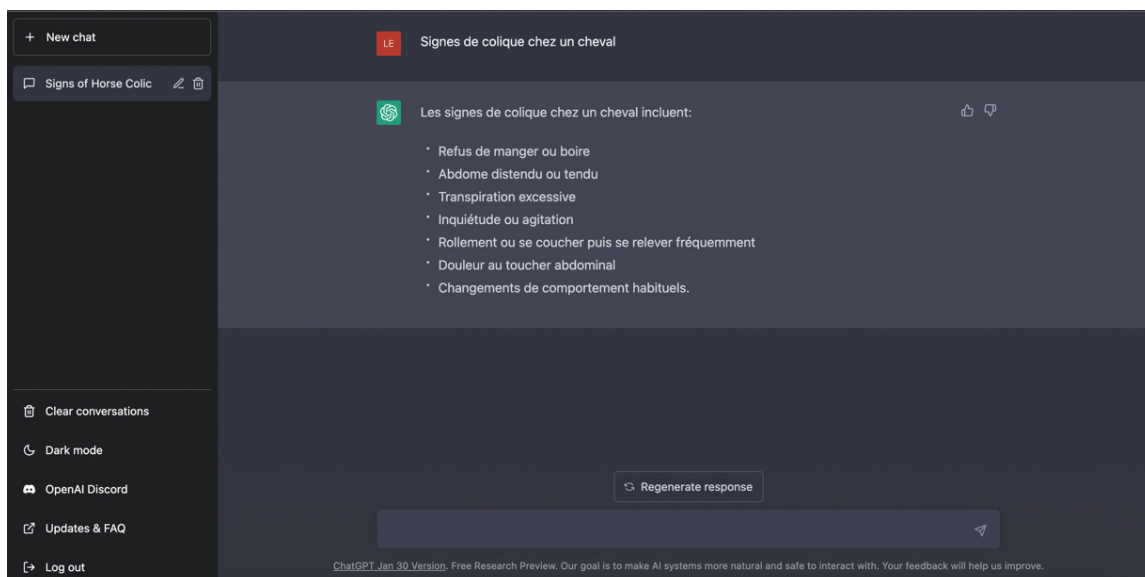 + New chat
Signs of Horse Colic
Clear conversations
Dark mode
OpenAI Discord
Updates & FAQ
Log out
LE
Signes de colique chez un cheval
Les signes de colique chez un cheval incluent:
• Refus de manger ou boire
• Abdome distendu ou tendu
• Transpiration excessive
• Inquiétude ou agitation
• Rollement ou se coucher puis se relever fréquemment
• Douleur au toucher abdominal
• Changements de comportement habituels.
Regenerate response
ChatGPT Jan 30 Version. Free Research Preview. Our goal is to make AI systems more natural and safe to interact with. Your feedback will help us improve.